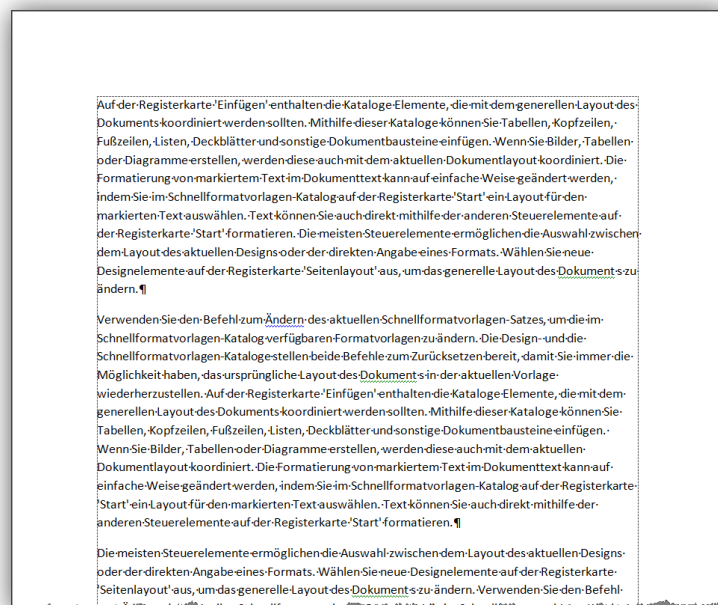 Auf der Registerkarte 'Einfügen' enthalten die Kataloge Elemente, die mit dem generellen Layout des
Dokuments koordiniert werden sollten. Mithilfe dieser Kataloge können Sie Tabellen, Kopfzeilen,
Fußzeilen, Listen, Deckblätter und sonstige Dokumentbausteine einfügen. Wenn Sie Bilder, Tabellen
oder Diagramme erstellen, werden diese auch mit dem aktuellen Dokumentlayout koordiniert. Die
Formatierung von markiertem Text im Dokumenttext kann auf einfache Weise geändert werden,
indem Sie im Schnellformatvorlagen-Katalog auf der Registerkarte 'Start' ein Layout für den
markierten Text auswählen. Text können Sie auch direkt mithilfe der anderen Steuerelemente auf
der Registerkarte 'Start' formatieren. Die meisten Steuerelemente ermöglichen die Auswahl zwischen
dem Layout des aktuellen Designs oder der direkten Angabe eines Formats. Wählen Sie neue
Designelemente auf der Registerkarte 'Seitenlayout' aus, um das generelle Layout des Dokument s zu
ändern.¶
Verwenden Sie den Befehl zum Ändern des aktuellen Schnellformatvorlagen-Satzes, um die im
Schnellformatvorlagen-Katalog verfügbaren Formatvorlagen zu ändern. Die Design- und die
Schnellformatvorlagen-Kataloge stellen beide Befehle zum Zurücksetzen bereit, damit Sie immer die
Möglichkeit haben, das ursprüngliche Layout des Dokument s in der aktuellen Vorlage
wiederherzustellen. Auf der Registerkarte 'Einfügen' enthalten die Kataloge Elemente, die mit dem
generellen Layout des Dokuments koordiniert werden sollten. Mithilfe dieser Kataloge können Sie
Tabellen, Kopfzeilen, Fußzeilen, Listen, Deckblätter und sonstige Dokumentbausteine einfügen.
Wenn Sie Bilder, Tabellen oder Diagramme erstellen, werden diese auch mit dem aktuellen
Dokumentlayout koordiniert. Die Formatierung von markiertem Text im Dokumenttext kann auf
einfache Weise geändert werden, indem Sie im Schnellformatvorlagen-Katalog auf der Registerkarte
'Start' ein Layout für den markierten Text auswählen. Text können Sie auch direkt mithilfe der
anderen Steuerelemente auf der Registerkarte 'Start' formatieren.¶
Die meisten Steuerelemente ermöglichen die Auswahl zwischen dem Layout des aktuellen Designs
oder der direkten Angabe eines Formats. Wählen Sie neue Designelemente auf der Registerkarte
'Seitenlayout' aus, um das generelle Layout des Dokument s zu ändern. Verwenden Sie den Befehl